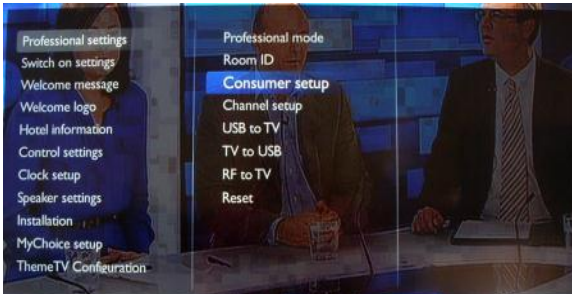 Professional settings
Switch on settings
Welcome message
Welcome logo
Hotel information
Control settings
Clock setup
Speaker settings
Installation
MyChoice setup
ThemeTV Configuration
Professional mode
Room ID
Consumer setup
Channel setup
USB to TV
TV to USB
RF to TV
Reset